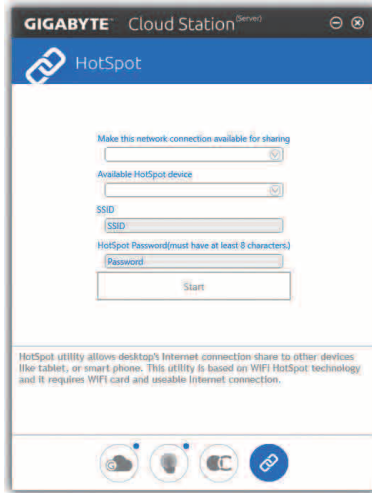 GIGABYTE™ Cloud Station (Server)
HotSpot
Make this network connection available for sharing
Available HotSpot device
SSID
SSID
HotSpot Password(must have at least 8 characters.)
Password
Start
HotSpot utility allows desktop's Internet connection share to other devices
like tablet, or smart phone. This utility is based on WiFi HotSpot technology
and it requires WiFi card and useable Internet connection.